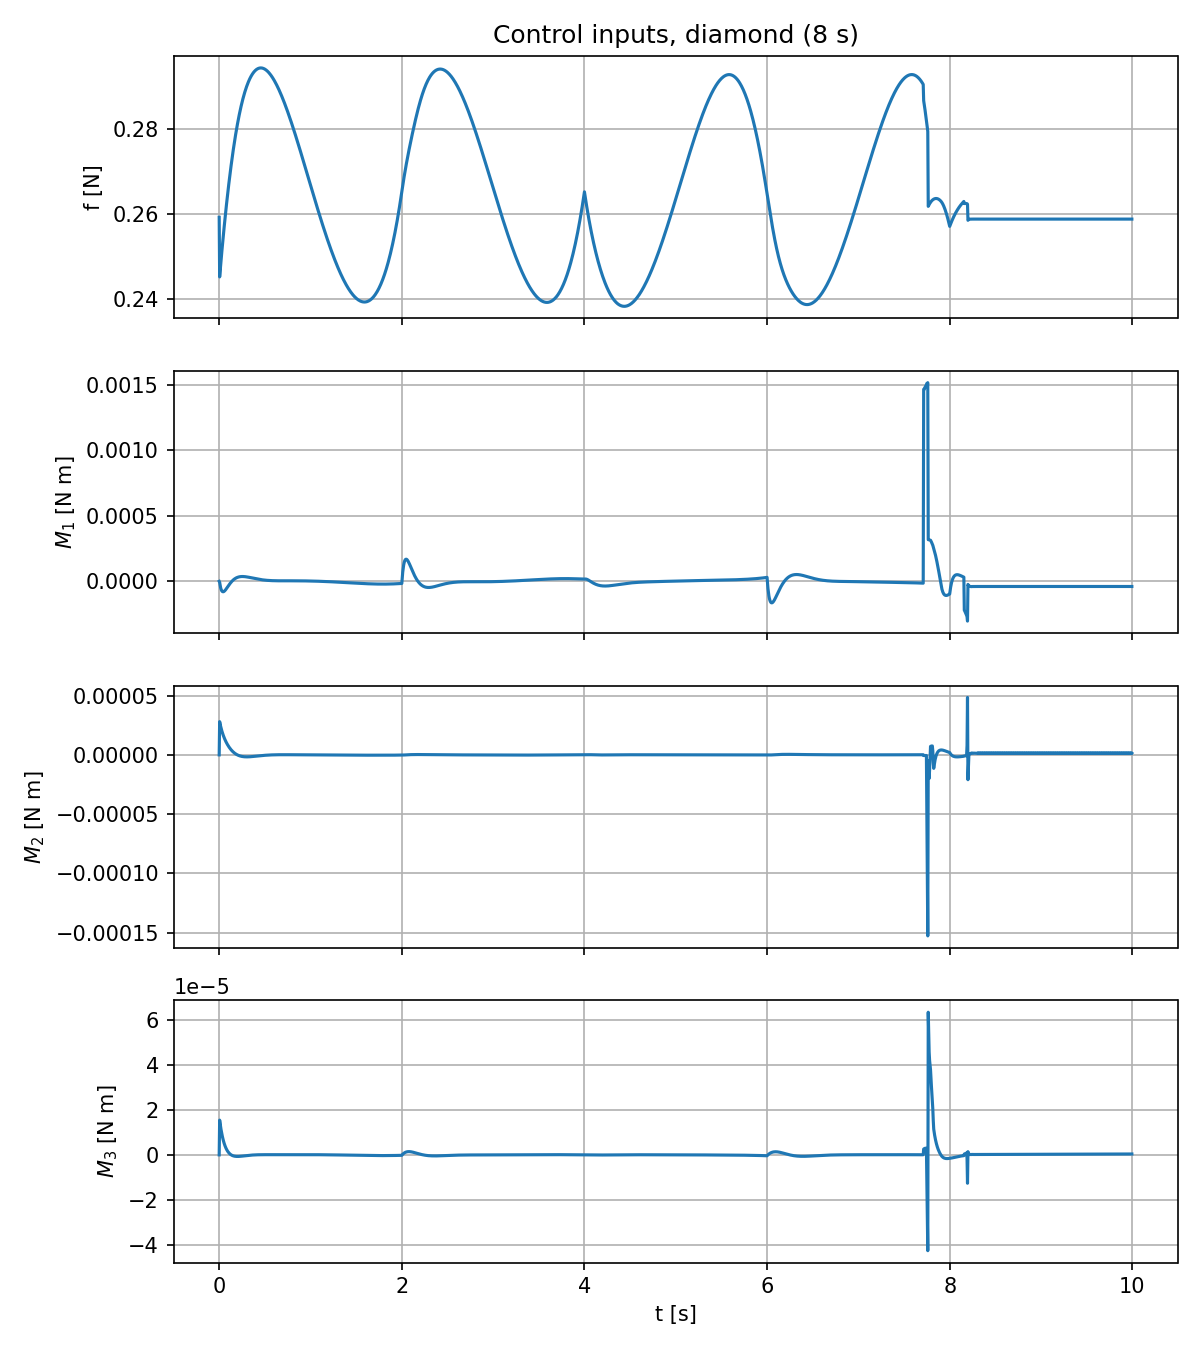 Control inputs, diamond (8 s)
f [N]
0.28
0.26
0.24
M₁ [N m]
0.0015
0.0010
0.0005
0.0000
M₂ [N m]
0.00005
0.00000
−0.00005
−0.00010
−0.00015
1e−5
M₃ [N m]
6
4
2
0
−2
−4
0 2 4 6 8 10
t [s]